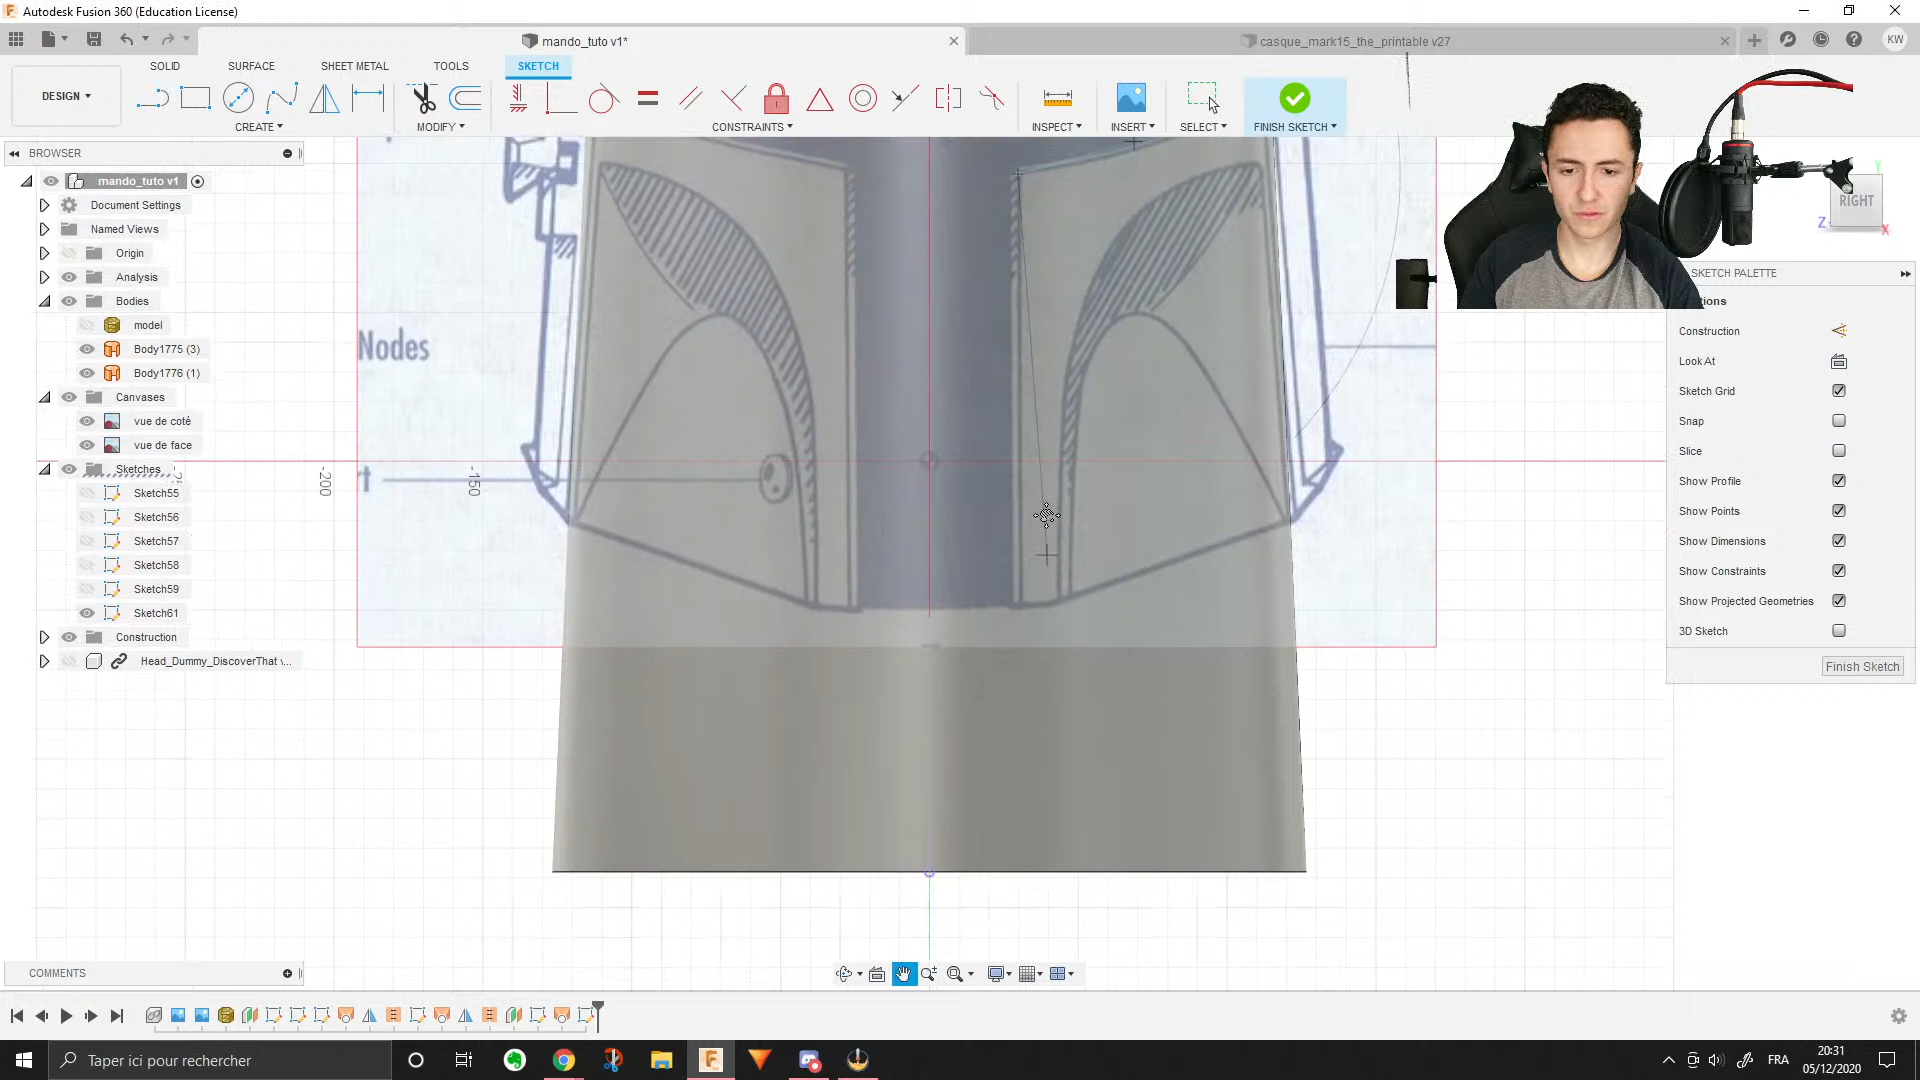 Autodesk Fusion 360 (Education License)
mando_tuto v1*
casque_mark15_the_printable v27
KW
SOLID
SURFACE
SHEET METAL
TOOLS
SKETCH
DESIGN
CREATE
MODIFY
CONSTRAINTS
INSPECT
INSERT
SELECT
FINISH SKETCH
BROWSER
mando_tuto v1
Document Settings
Named Views
Origin
Analysis
Bodies
model
Body1775 (3)
Body1776 (1)
Canvases
vue de coté
vue de face
Sketches
Sketch55
Sketch56
Sketch57
Sketch58
Sketch59
Sketch61
Construction
Head_Dummy_DiscoverThat v...
Nodes
t
-200
-150
RIGHT
Y
Z
X
SKETCH PALETTE
Construction
Look At
Sketch Grid
Snap
Slice
Show Profile
Show Points
Show Dimensions
Show Constraints
Show Projected Geometries
3D Sketch
Finish Sketch
COMMENTS
Taper ici pour rechercher
FRA
20:31
05/12/2020